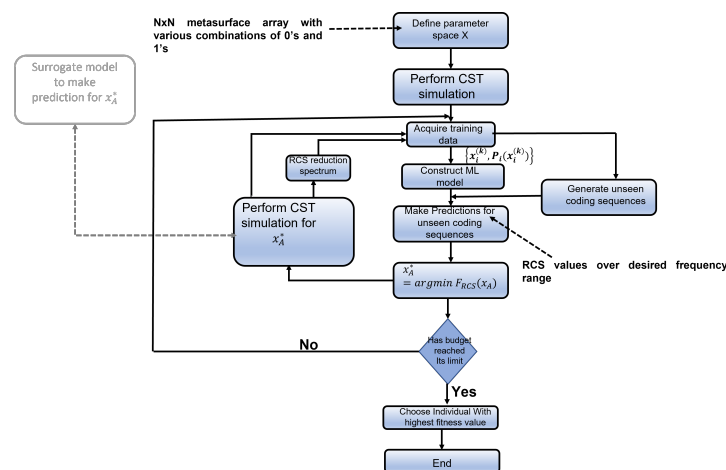 NxN metasurface array with
various combinations of 0's and
1's
Define parameter
space X
Surrogate model
to make
prediction for x*A
Perform CST
simulation
Acquire training
data
{x_i^(k), P_i(x_i^(k))}
RCS reduction
spectrum
Construct ML
model
Generate unseen
coding sequences
Perform CST
simulation for
x*A
Make Predictions for
unseen coding
sequences
RCS values over desired frequency
range
x*A
= argmin F_RCS(x_A)
Has budget
reached
Its limit
No
Yes
Choose Individual With
highest fitness value
End